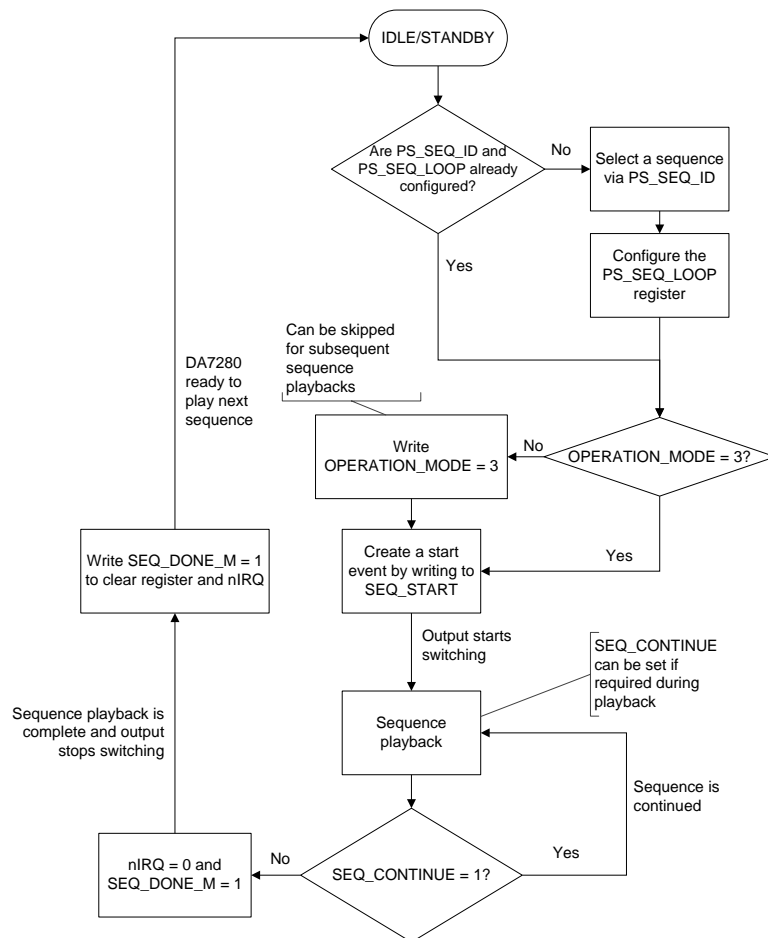 IDLE/STANDBY
Are PS_SEQ_ID and
PS_SEQ_LOOP already
configured?
No
Select a sequence
via PS_SEQ_ID
Yes
Configure the
PS_SEQ_LOOP
register
Can be skipped
for subsequent
sequence
playbacks
DA7280
ready to
play next
sequence
Write
OPERATION_MODE = 3
No
OPERATION_MODE = 3?
Write SEQ_DONE_M = 1
to clear register and nIRQ
Create a start
event by writing to
SEQ_START
Yes
Output starts
switching
SEQ_CONTINUE
can be set if
required during
playback
Sequence playback is
complete and output
stops switching
Sequence
playback
Sequence is
continued
nIRQ = 0 and
SEQ_DONE_M = 1
No
SEQ_CONTINUE = 1?
Yes